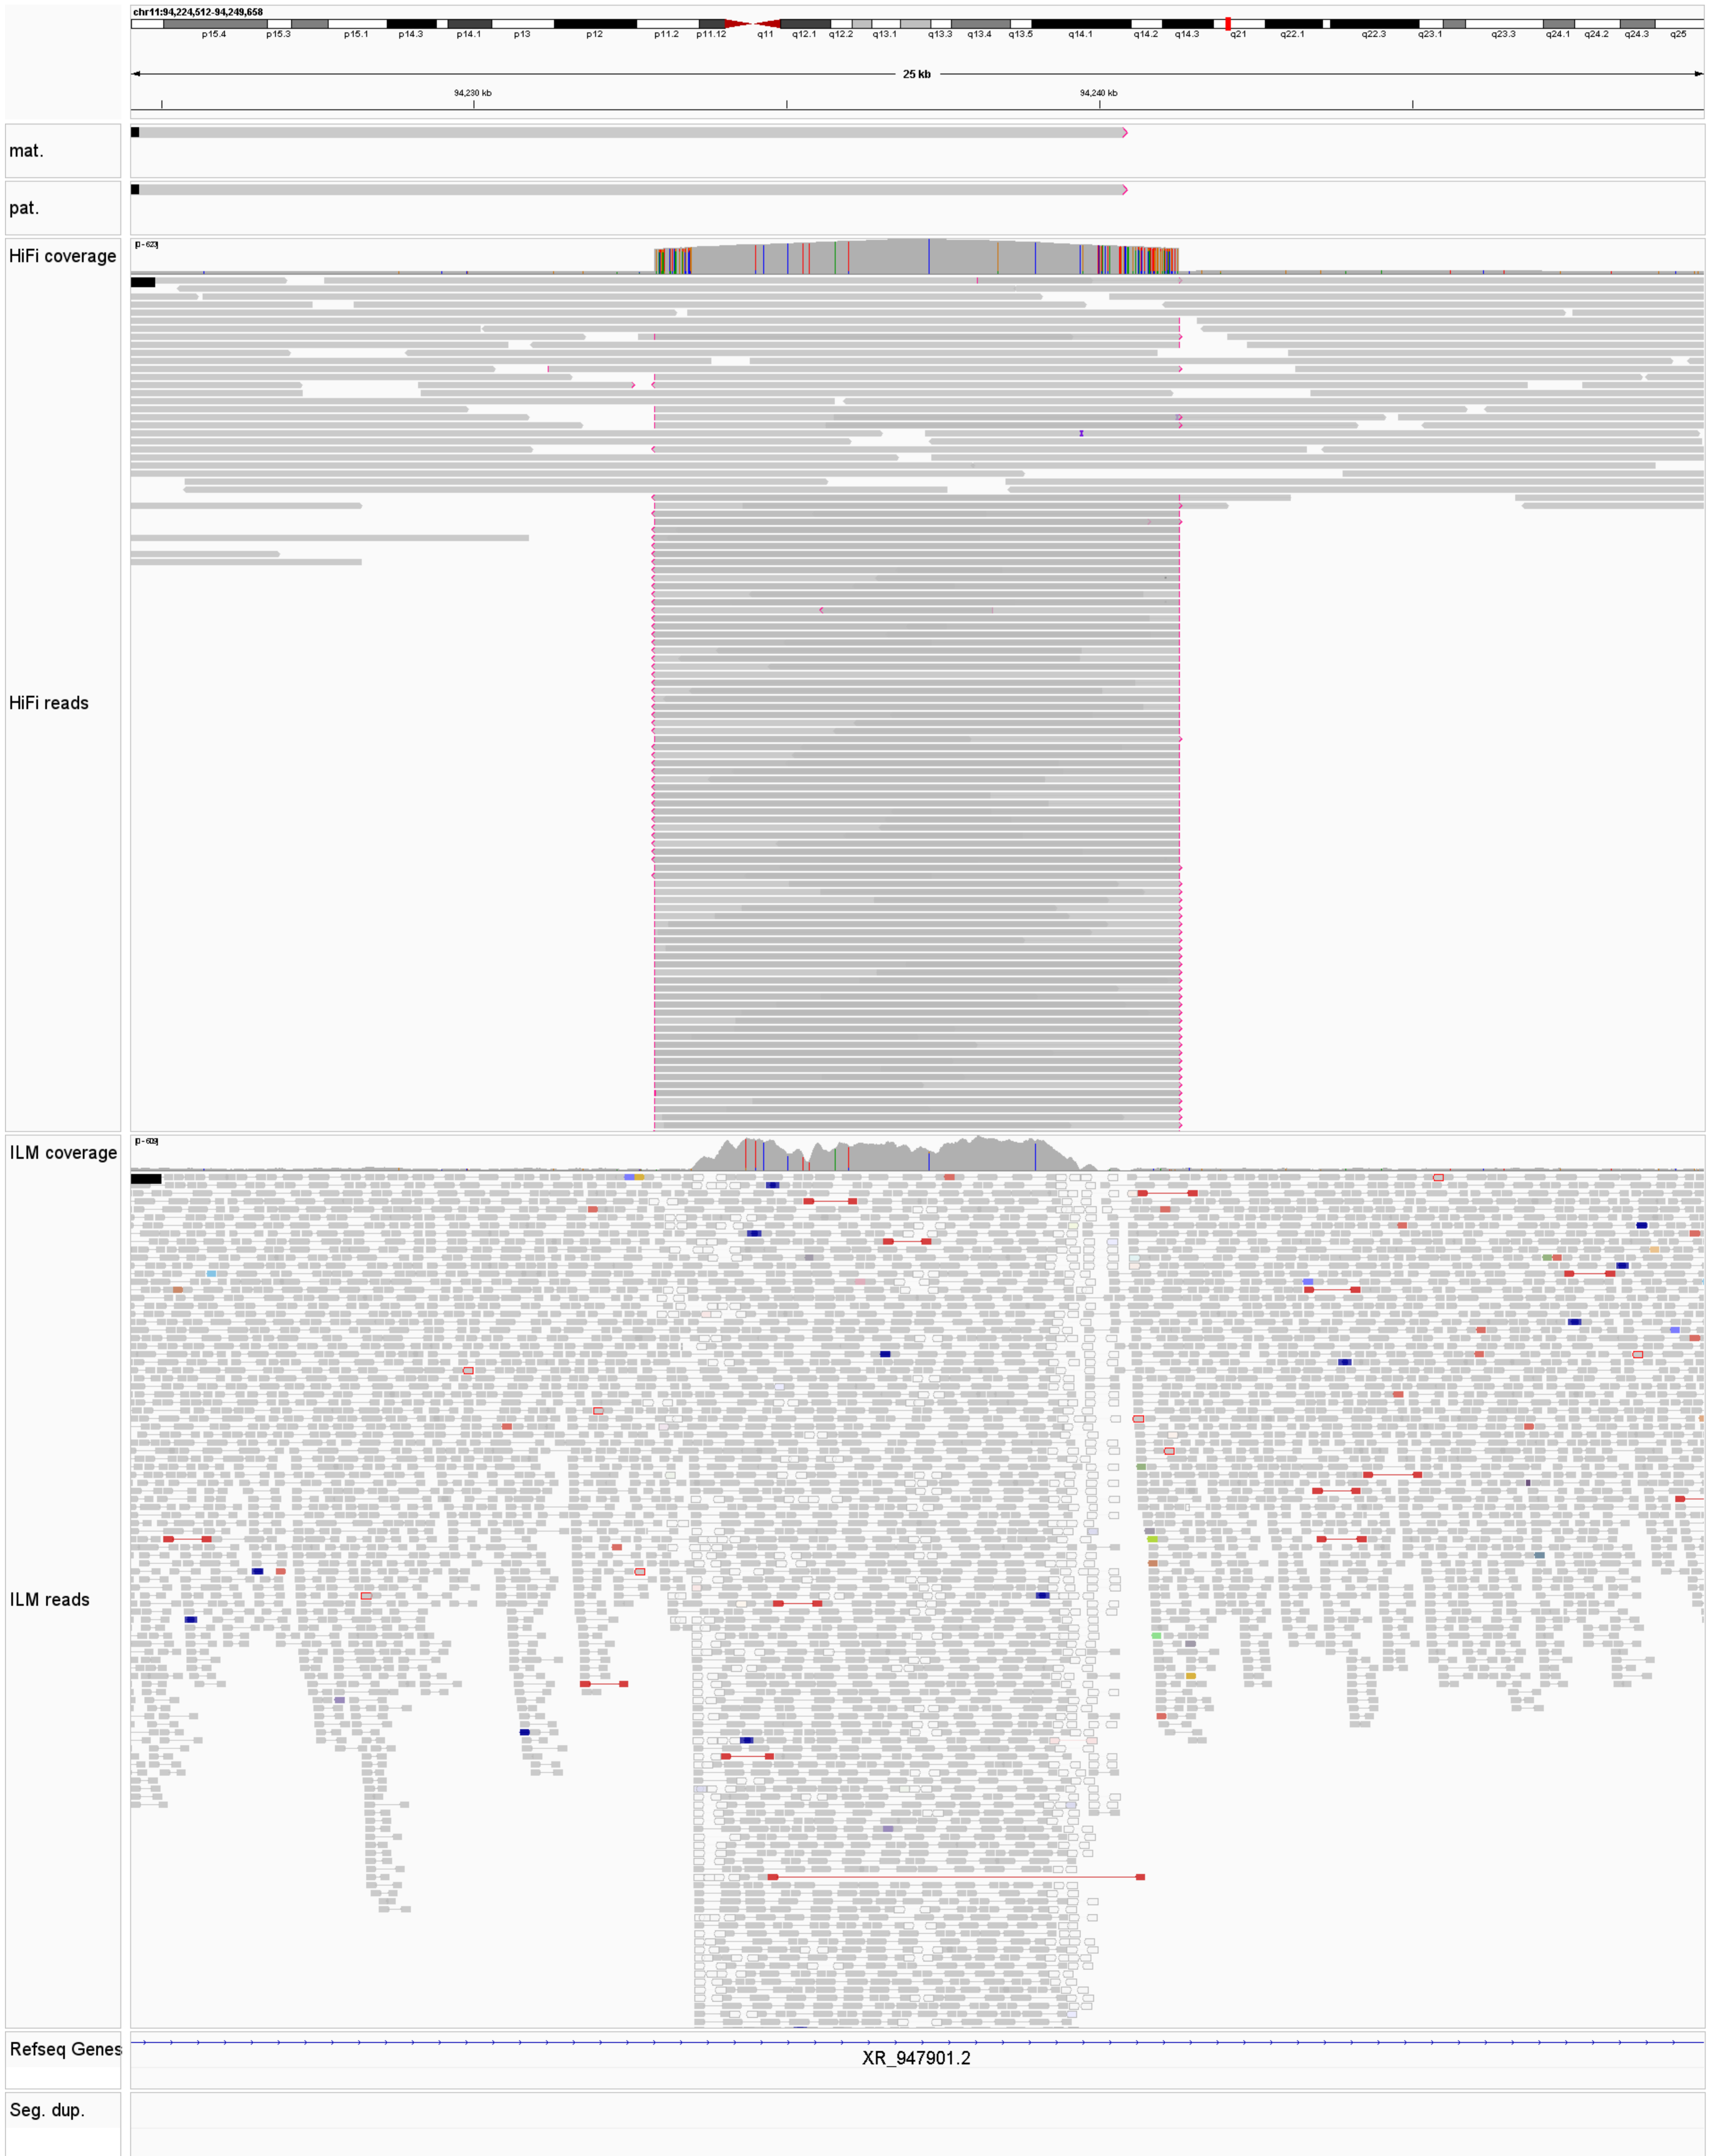 chr11:94,224,512-94,249,658
p15.4 p15.3 p15.1 p14.3 p14.1 p13 p12 p11.2 p11.12 q11 q12.1 q12.2 q13.1 q13.3 q13.4 q13.5 q14.1 q14.2 q14.3 q21 q22.1 q22.3 q23.1 q23.3 q24.1 q24.2 q24.3 q25
25 kb
94,230 kb 94,240 kb
mat.
pat.
HiFi coverage
[0 - 623]
HiFi reads
ILM coverage
[0 - 609]
ILM reads
Refseq Genes
XR_947901.2
Seg. dup.